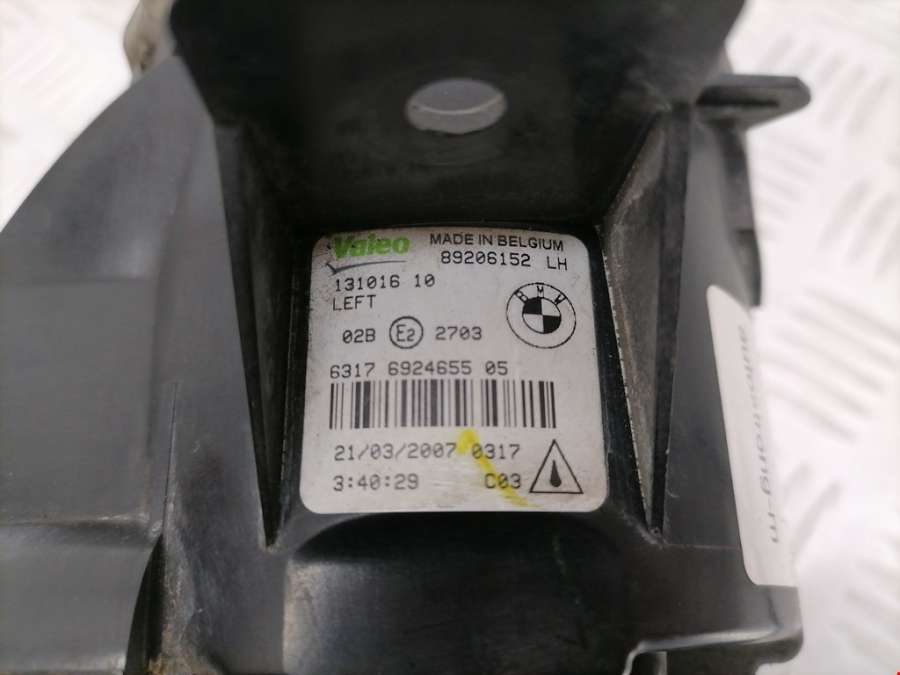 Valeo MADE IN BELGIUM
89206152 LH
131016 10
LEFT
BMW
02B E2 2703
6317 6924655 05
21/03/2007 0317
3:40:29 C03